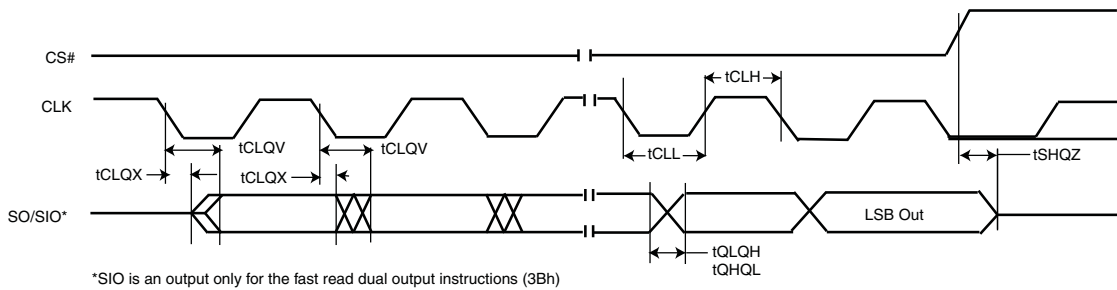 CS#
tCLH
CLK
tCLQV
tCLQV
tCLL
tSHQZ
tCLQX
tCLQX
SO/SIO*
LSB Out
tQLQH
tQHQL
*SIO is an output only for the fast read dual output instructions (3Bh)